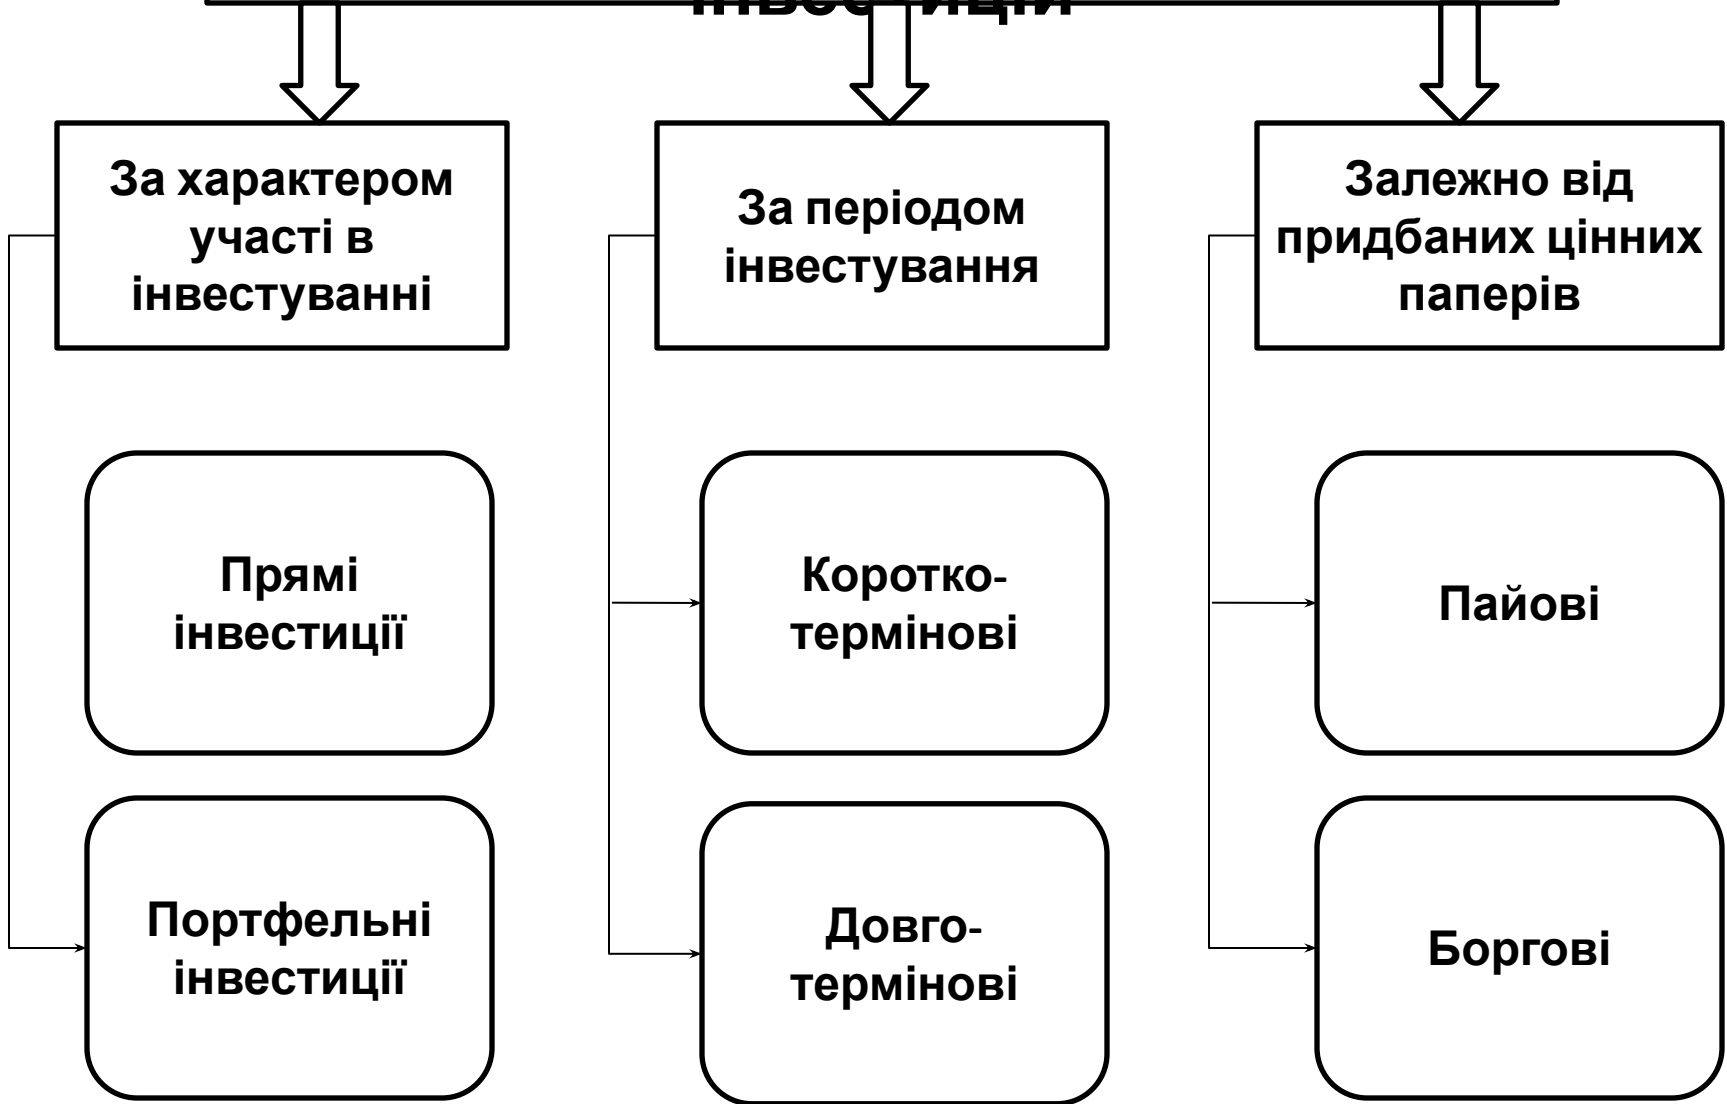 За характером
участі в
інвестуванні
За періодом
інвестування
Залежно від
придбаних цінних
паперів
Прямі
інвестиції
Коротко-
термінові
Пайові
Портфельні
інвестиції
Довго-
термінові
Боргові